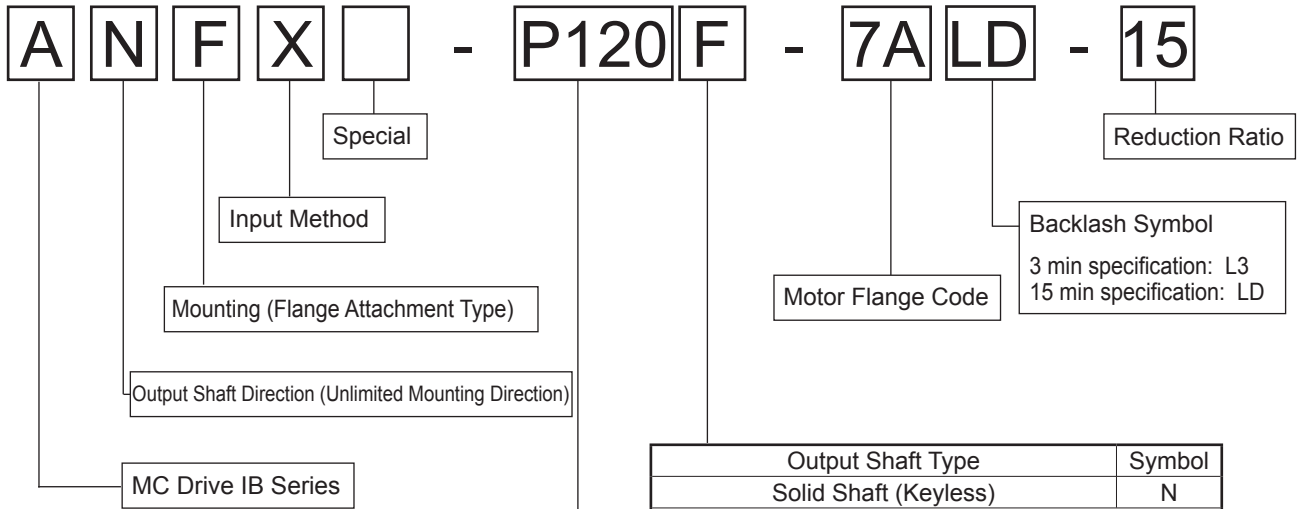 A N F X - P120 F - 7A LD - 15
Special
Reduction Ratio
Input Method
Backlash Symbol
3 min specification: L3
15 min specification: LD
Motor Flange Code
Mounting (Flange Attachment Type)
Output Shaft Direction (Unlimited Mounting Direction)
MC Drive IB Series
Output Shaft Type Symbol
Solid Shaft (Keyless) N